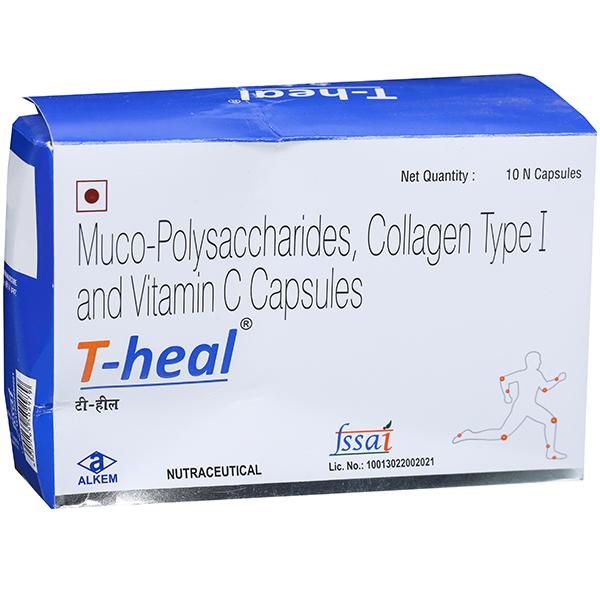 T-heal®
Net Quantity : 10 N Capsules
Muco-Polysaccharides, Collagen Type I
and Vitamin C Capsules
T-heal®
टी-हील
fssai
Lic. No.: 10013022002021
a
ALKEM
NUTRACEUTICAL